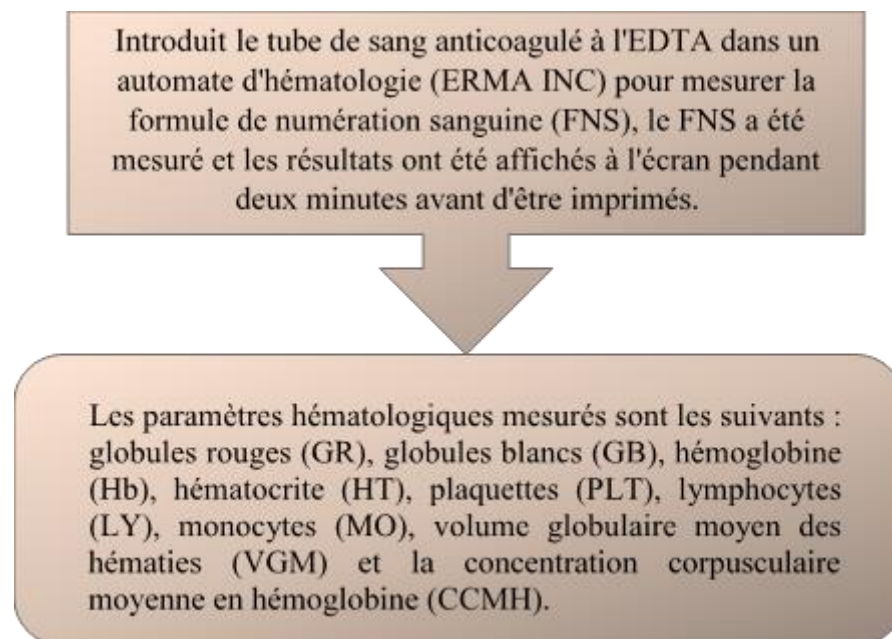 Introduit le tube de sang anticoagulé à l'EDTA dans un
automate d'hématologie (ERMA INC) pour mesurer la
formule de numération sanguine (FNS), le FNS a été
mesuré et les résultats ont été affichés à l'écran pendant
deux minutes avant d'être imprimés.
Les paramètres hématologiques mesurés sont les suivants :
globules rouges (GR), globules blancs (GB), hémoglobine
(Hb), hématocrite (HT), plaquettes (PLT), lymphocytes
(LY), monocytes (MO), volume globulaire moyen des
hématies (VGM) et la concentration corpusculaire
moyenne en hémoglobine (CCMH).